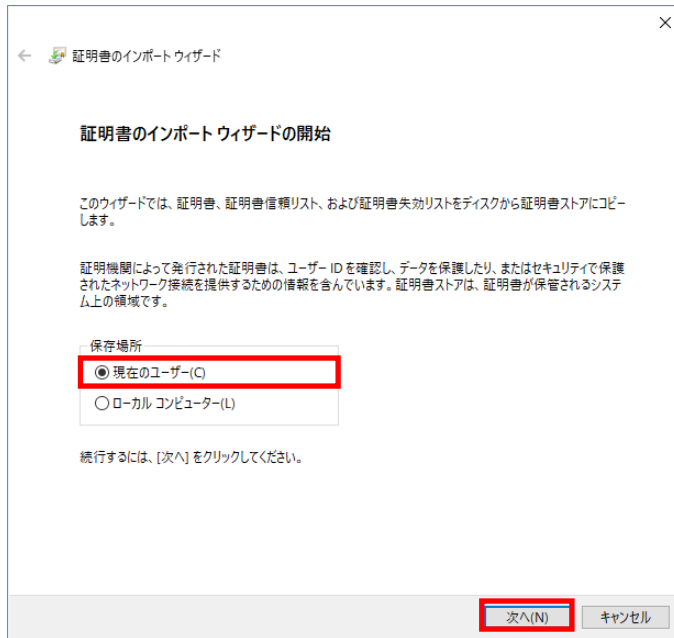 証明書のインポート ウィザード
証明書のインポート ウィザードの開始
このウィザードでは、証明書、証明書信頼リスト、および証明書失効リストをディスクから証明書ストアにコピー
します。
証明機関によって発行された証明書は、ユーザー ID を確認し、データを保護したり、またはセキュリティで保護
されたネットワーク接続を提供するための情報を含んでいます。証明書ストアは、証明書が保管されるシステ
ム上の領域です。
保存場所
現在のユーザー(C)
ローカル コンピューター(L)
続行するには、[次へ] をクリックしてください。
次へ(N)
キャンセル